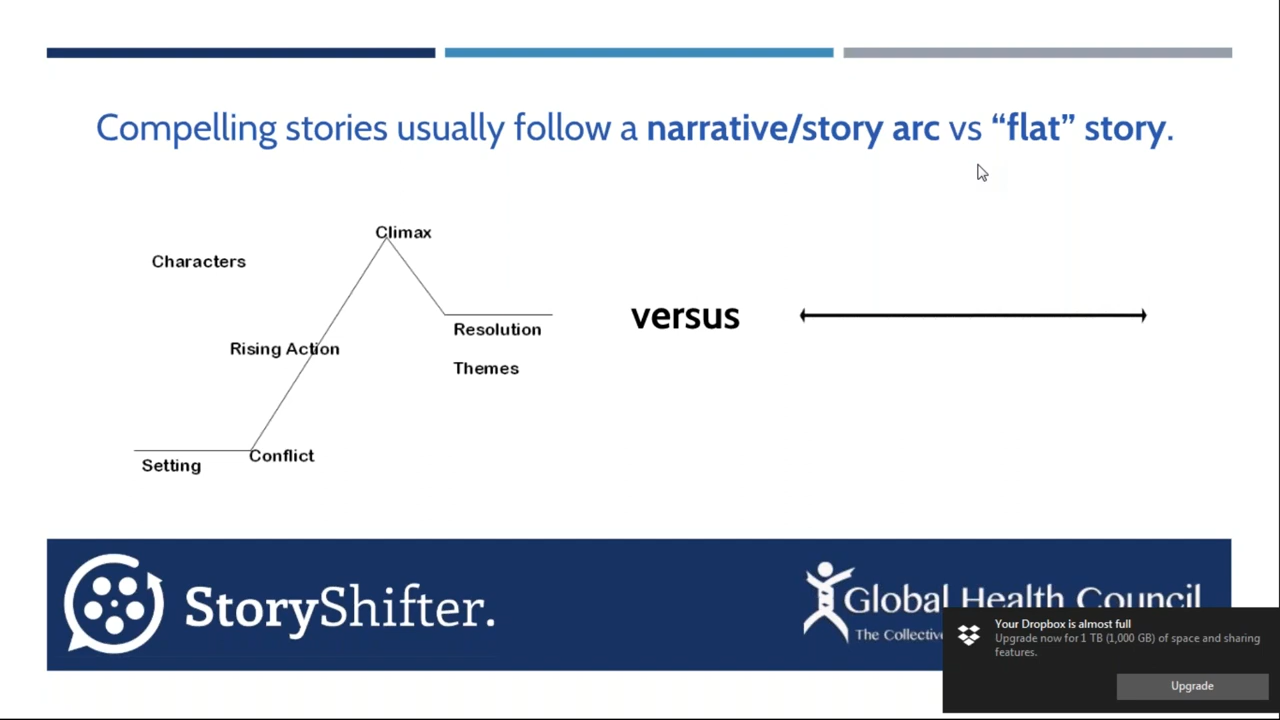 Compelling stories usually follow a narrative/story arc vs “flat” story.
Climax
Characters
Rising Action
Resolution
Themes
Setting
Conflict
versus
StoryShifter.
Global Health Council
The Collective
Your Dropbox is almost full
Upgrade now for 1 TB (1,000 GB) of space and sharing
features.
Upgrade